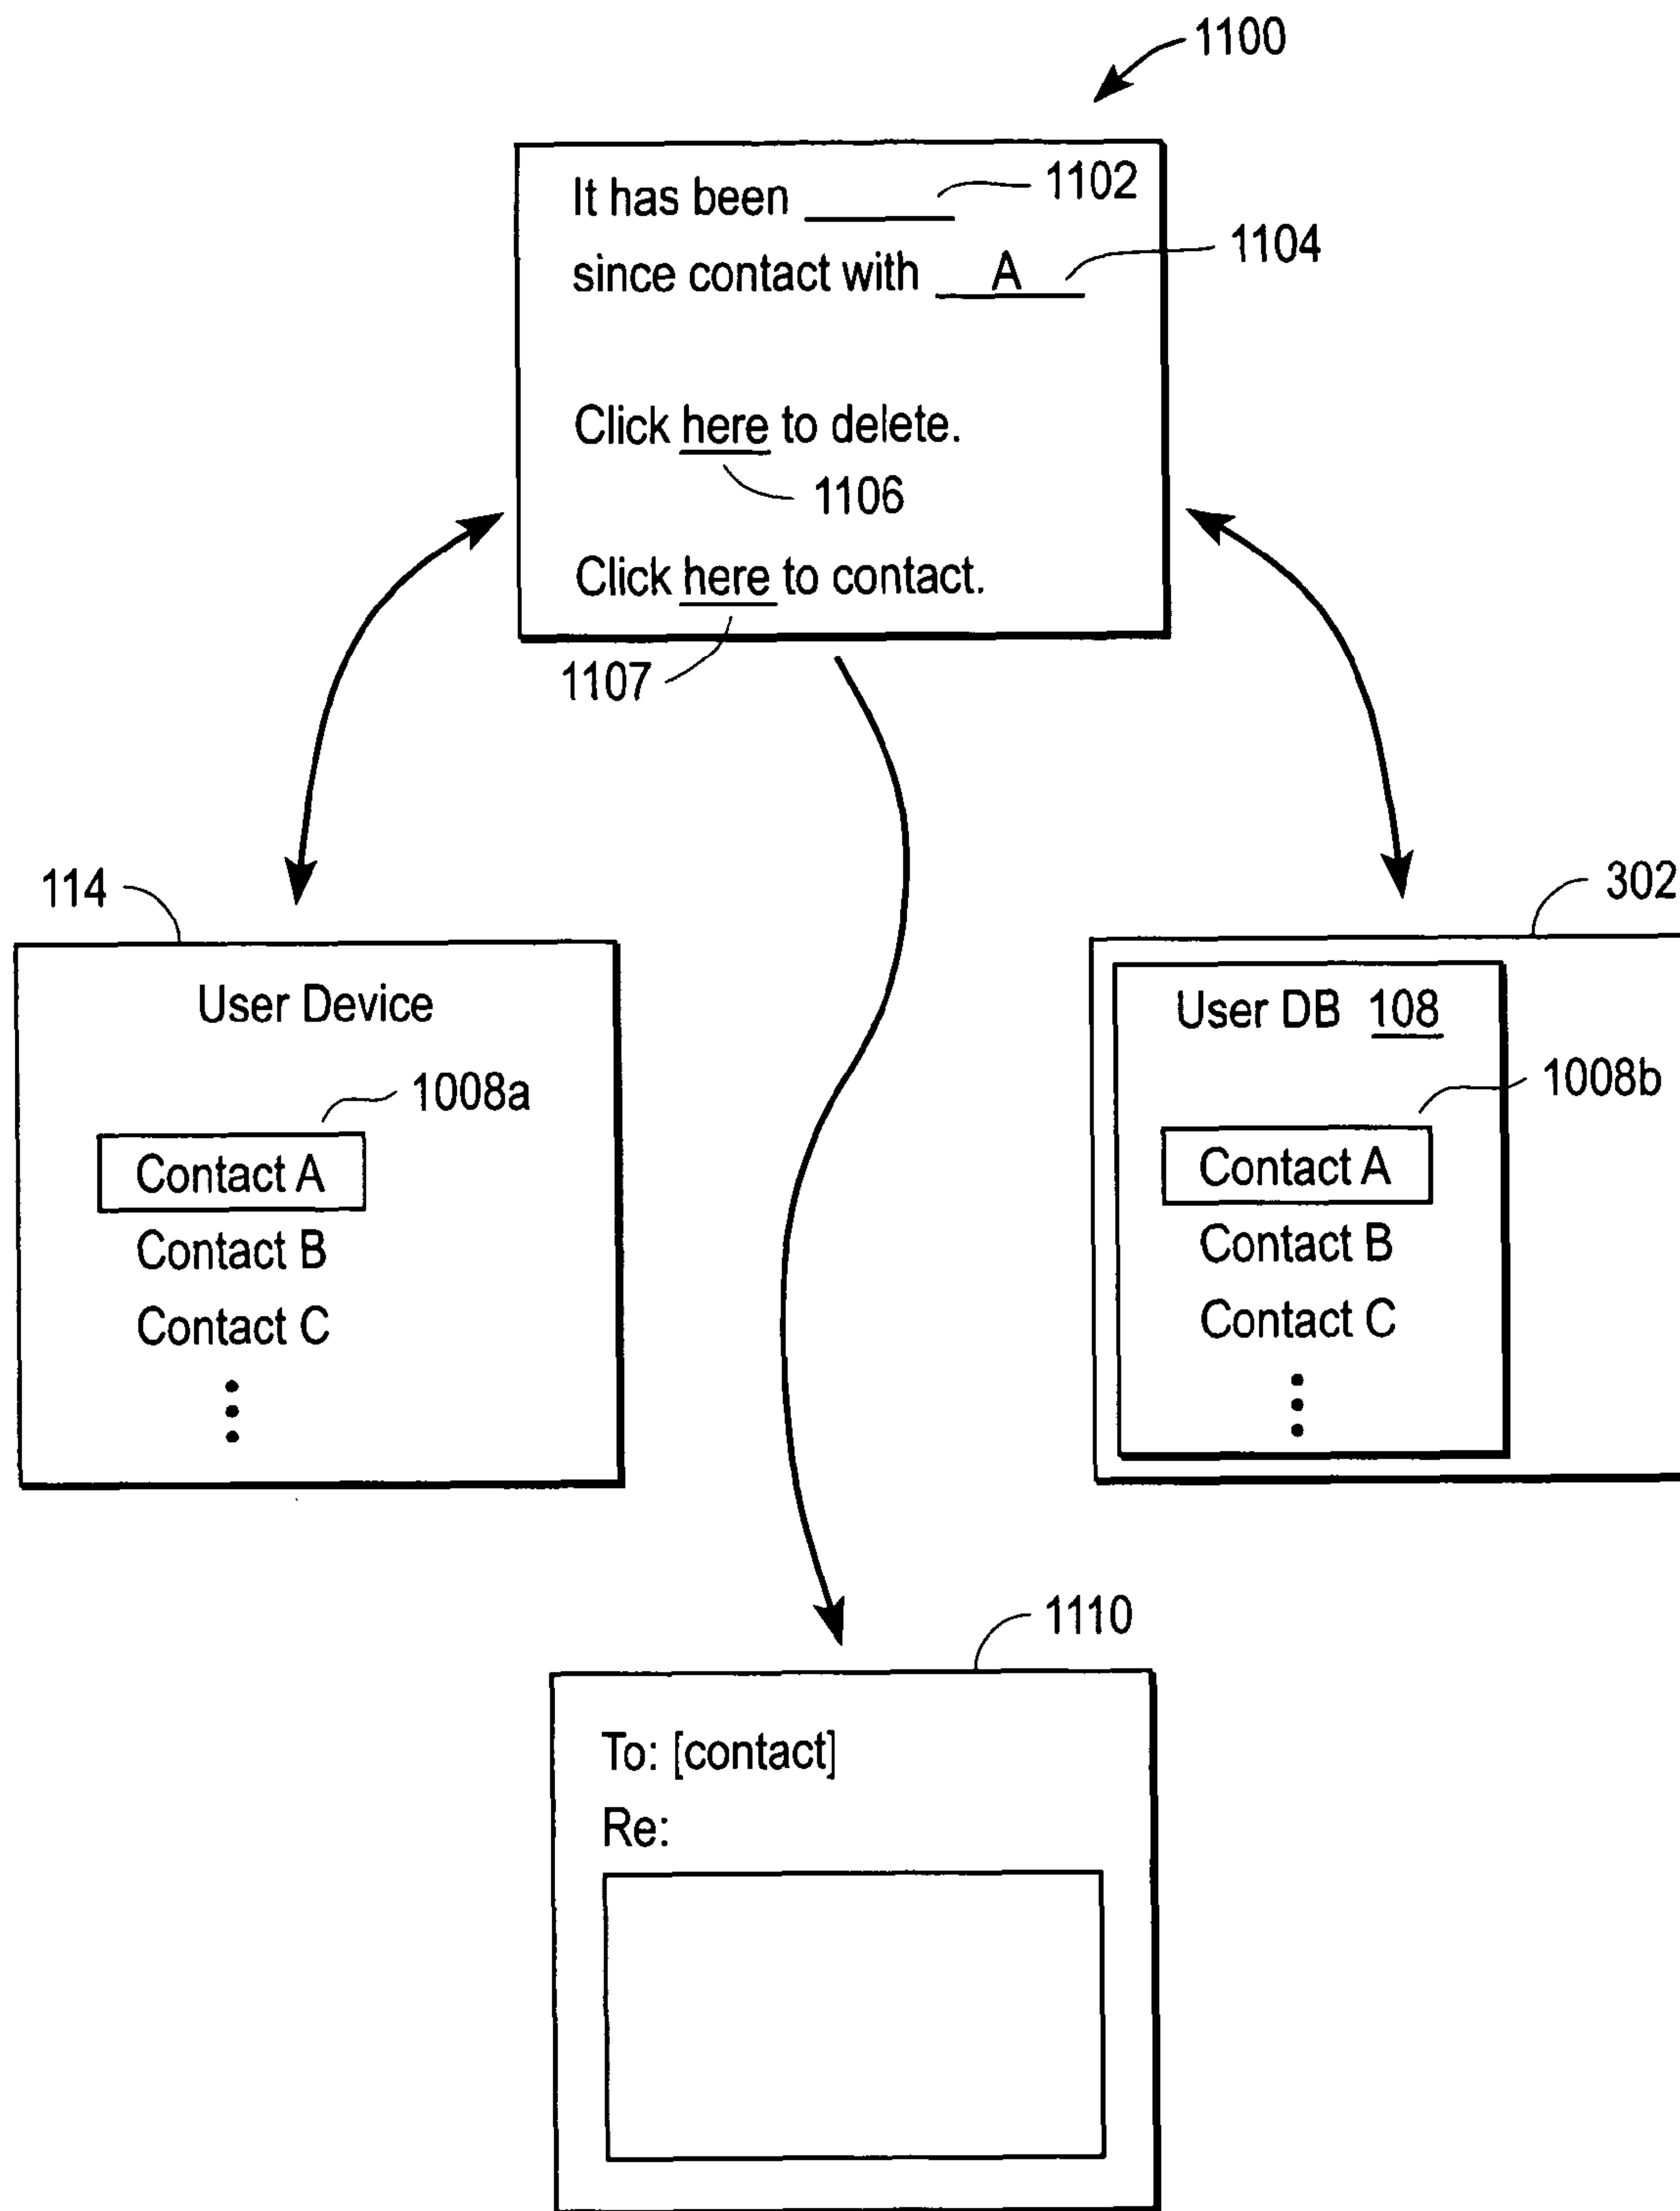 1100
It has been ______ 1102
since contact with A 1104
Click here to delete.
1106
Click here to contact.
1107
114
User Device
1008a
Contact A
Contact B
Contact C
302
User DB 108
1008b
Contact A
Contact B
Contact C
1110
To: [contact]
Re: